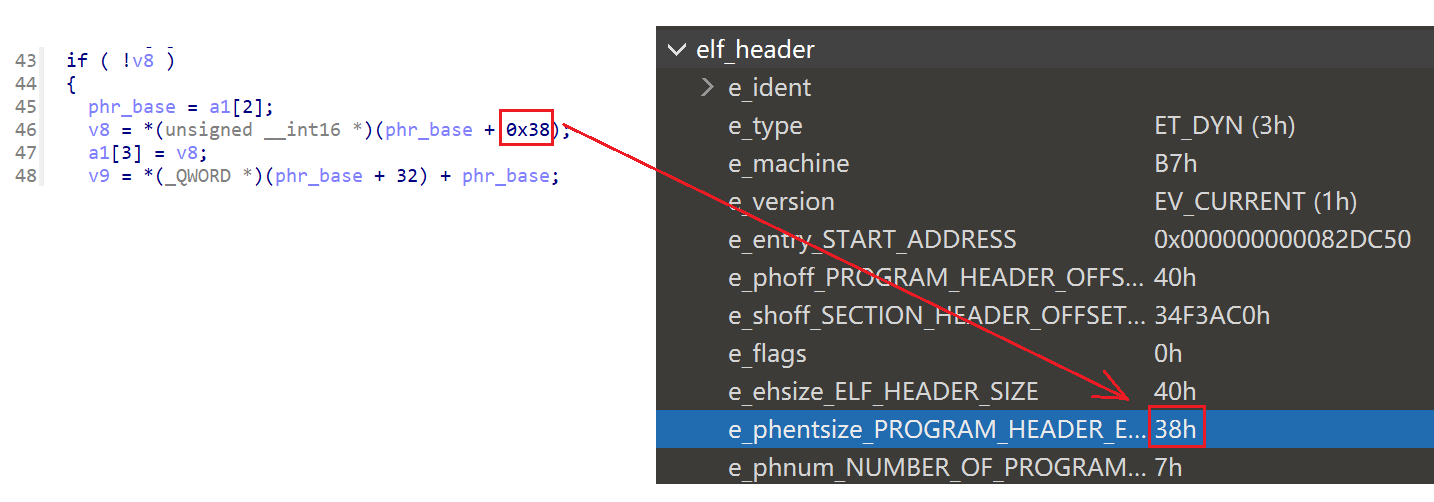 43 if ( !v8 )
44 {
45 phr_base = a1[2];
46 v8 = *(unsigned __int16 *)(phr_base + 0x38);
47 a1[3] = v8;
48 v9 = *(_QWORD *)(phr_base + 32) + phr_base;
elf_header
e_ident
e_type ET_DYN (3h)
e_machine B7h
e_version EV_CURRENT (1h)
e_entry_START_ADDRESS 0x000000000082DC50
e_phoff_PROGRAM_HEADER_OFFS... 40h
e_shoff_SECTION_HEADER_OFFSET... 34F3AC0h
e_flags 0h
e_ehsize_ELF_HEADER_SIZE 40h
e_phentsize_PROGRAM_HEADER_E... 38h
e_phnum_NUMBER_OF_PROGRAM... 7h